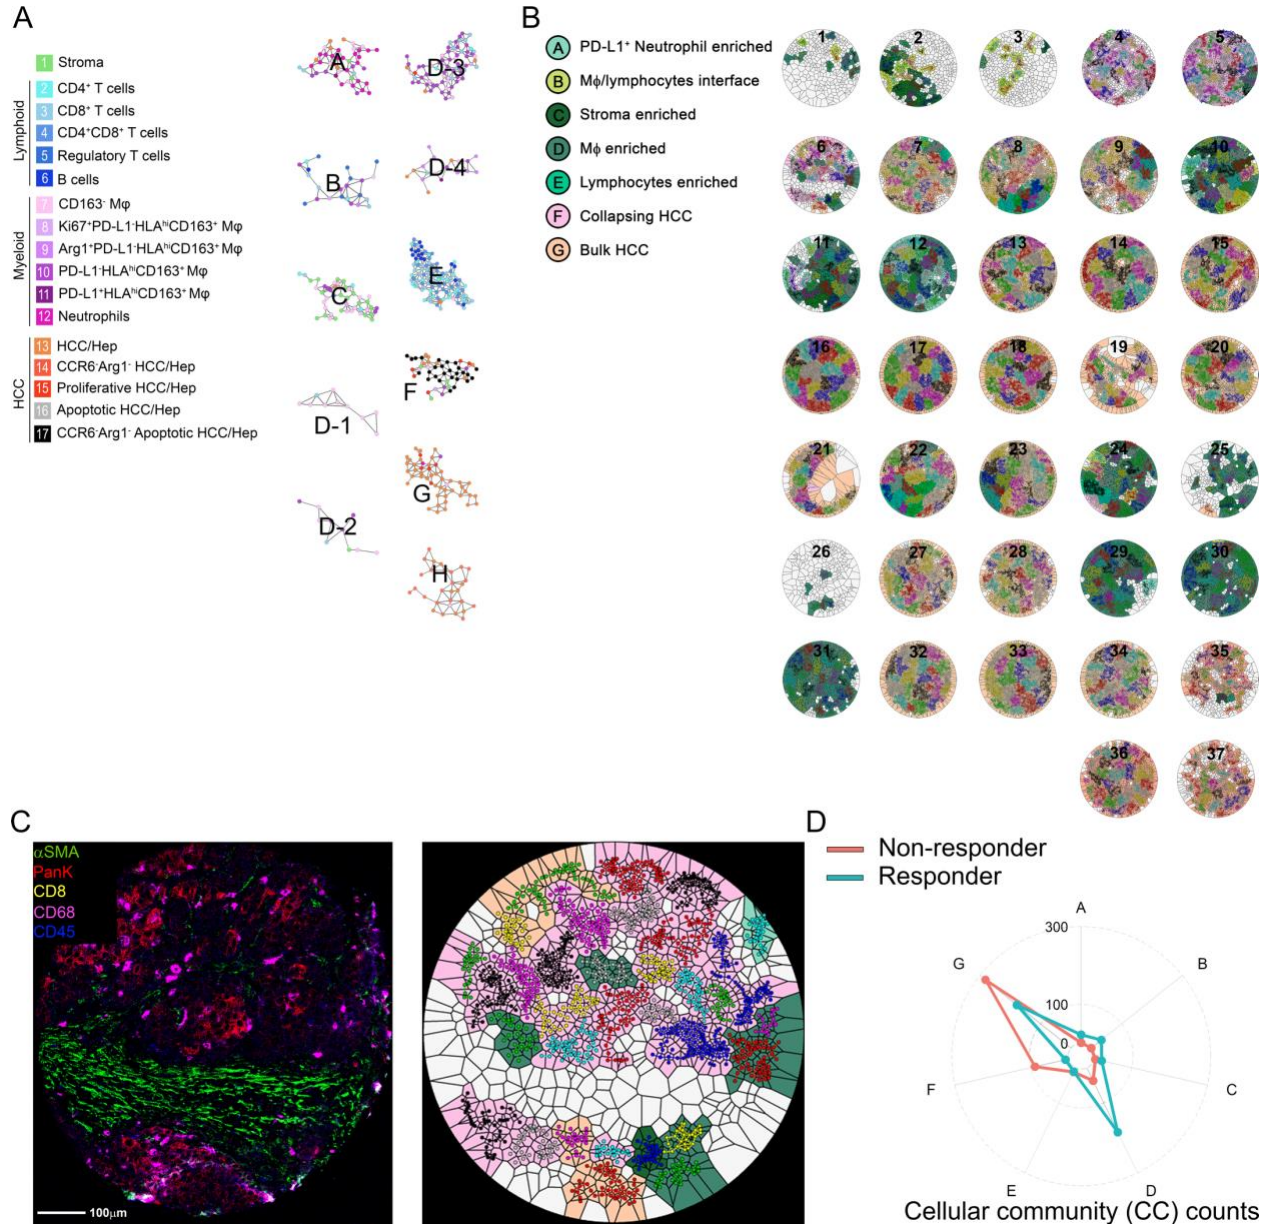 A
1 Stroma
Lymphoid
2 CD4+ T cells
3 CD8+ T cells
4 CD4+CD8+ T cells
5 Regulatory T cells
6 B cells
Myeloid
7 CD163- Mφ
8 Ki67+PD-L1-HLAhiCD163+ Mφ
9 Arg1+PD-L1-HLAhiCD163+ Mφ
10 PD-L1-HLAhiCD163+ Mφ
11 PD-L1+HLAhiCD163+ Mφ
12 Neutrophils
HCC
13 HCC/Hep
14 CCR6-Arg1- HCC/Hep
15 Proliferative HCC/Hep
16 Apoptotic HCC/Hep
17 CCR6-Arg1- Apoptotic HCC/Hep
A
D-3
B
D-4
C
E
F
D-1
G
D-2
H
B
A PD-L1+ Neutrophil enriched
B Mϕ/lymphocytes interface
C Stroma enriched
D Mϕ enriched
E Lymphocytes enriched
F Collapsing HCC
G Bulk HCC
1 2 3 4 5
6 7 8 9 10
11 12 13 14 15
16 17 18 19 20
21 22 23 24 25
26 27 28 29 30
31 32 33 34 35
36 37
C
αSMA
PanK
CD8
CD68
CD45
100μm
D
Non-responder
Responder
A
300
G
B
100
0
F
C
E
D
Cellular community (CC) counts